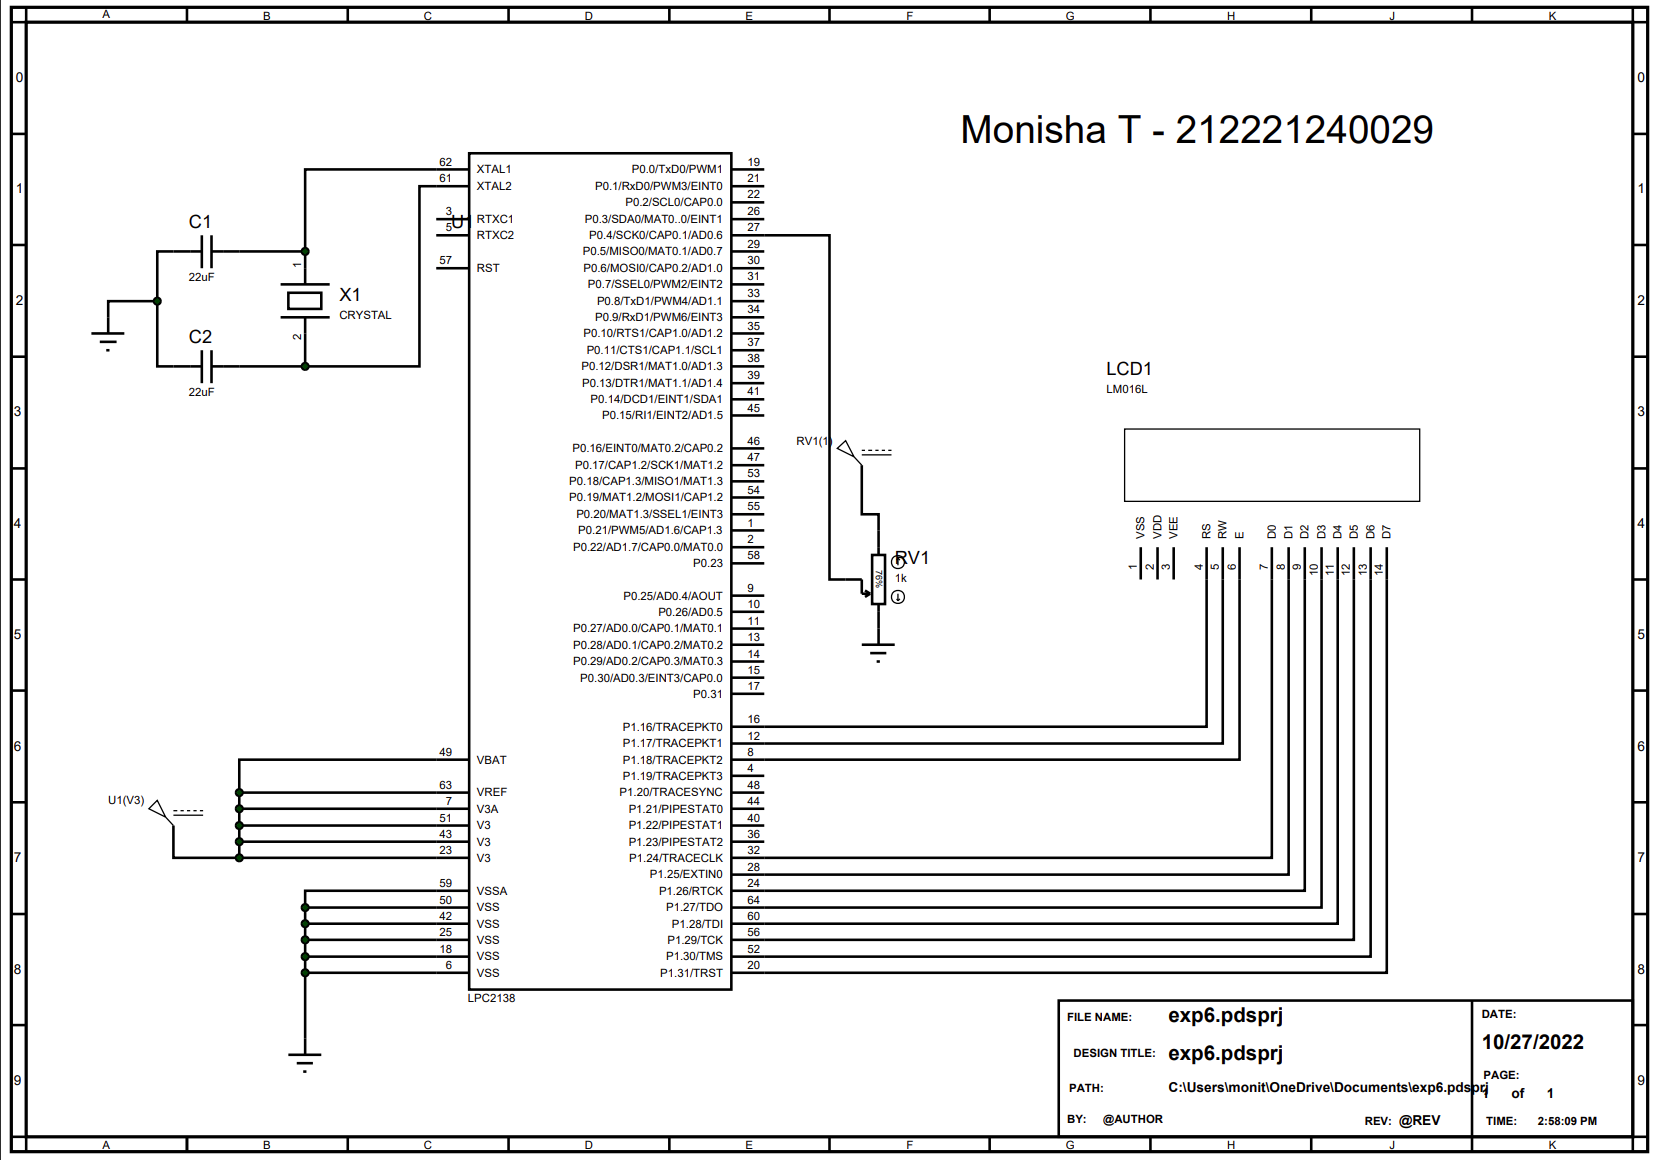 A B C D E F G H J K
0 0
Monisha T - 212221240029
62 XTAL1 P0.0/TxD0/PWM1 19
61 XTAL2 P0.1/RxD0/PWM3/EINT0 21
1 1
P0.2/SCL0/CAP0.0 22
3 RTXC1 P0.3/SDA0/MAT0..0/EINT1 26
U1
5 RTXC2 P0.4/SCK0/CAP0.1/AD0.6 27
P0.5/MISO0/MAT0.1/AD0.7 29
57 RST P0.6/MOSI0/CAP0.2/AD1.0 30
P0.7/SSEL0/PWM2/EINT2 31
P0.8/TxD1/PWM4/AD1.1 33
P0.9/RxD1/PWM6/EINT3 34
P0.10/RTS1/CAP1.0/AD1.2 35
P0.11/CTS1/CAP1.1/SCL1 37
P0.12/DSR1/MAT1.0/AD1.3 38
P0.13/DTR1/MAT1.1/AD1.4 39
P0.14/DCD1/EINT1/SDA1 41
P0.15/RI1/EINT2/AD1.5 45
C1
22uF
1
X1
CRYSTAL
2
C2
22uF
2 2
LCD1
LM016L
3 3
P0.16/EINT0/MAT0.2/CAP0.2 46
P0.17/CAP1.2/SCK1/MAT1.2 47
P0.18/CAP1.3/MISO1/MAT1.3 53
P0.19/MAT1.2/MOSI1/CAP1.2 54
P0.20/MAT1.3/SSEL1/EINT3 55
P0.21/PWM5/AD1.6/CAP1.3 1
P0.22/AD1.7/CAP0.0/MAT0.0 2
P0.23 58
RV1(1)
4 4
VSS VDD VEE RS RW E D0 D1 D2 D3 D4 D5 D6 D7
1 2 3 4 5 6 7 8 9 10 11 12 13 14
RV1
76%
1k
P0.25/AD0.4/AOUT 9
P0.26/AD0.5 10
P0.27/AD0.0/CAP0.1/MAT0.1 11
P0.28/AD0.1/CAP0.2/MAT0.2 13
P0.29/AD0.2/CAP0.3/MAT0.3 14
P0.30/AD0.3/EINT3/CAP0.0 15
P0.31 17
5 5
P1.16/TRACEPKT0 16
P1.17/TRACEPKT1 12
6 6
49 VBAT P1.18/TRACEPKT2 8
P1.19/TRACEPKT3 4
63 VREF P1.20/TRACESYNC 48
U1(V3)
7 V3A P1.21/PIPESTAT0 44
51 V3 P1.22/PIPESTAT1 40
43 V3 P1.23/PIPESTAT2 36
23 V3 P1.24/TRACECLK 32
7 7
P1.25/EXTIN0 28
59 VSSA P1.26/RTCK 24
50 VSS P1.27/TDO 64
42 VSS P1.28/TDI 60
25 VSS P1.29/TCK 56
18 VSS P1.30/TMS 52
6 VSS P1.31/TRST 20
8 8
LPC2138
FILE NAME: exp6.pdsprj
DATE:
10/27/2022
DESIGN TITLE: exp6.pdsprj
PAGE:
PATH: C:\Users\monit\OneDrive\Documents\exp6.pdsprj
1 of 1
9 9
BY: @AUTHOR REV: @REV TIME: 2:58:09 PM
A B C D E F G H J K